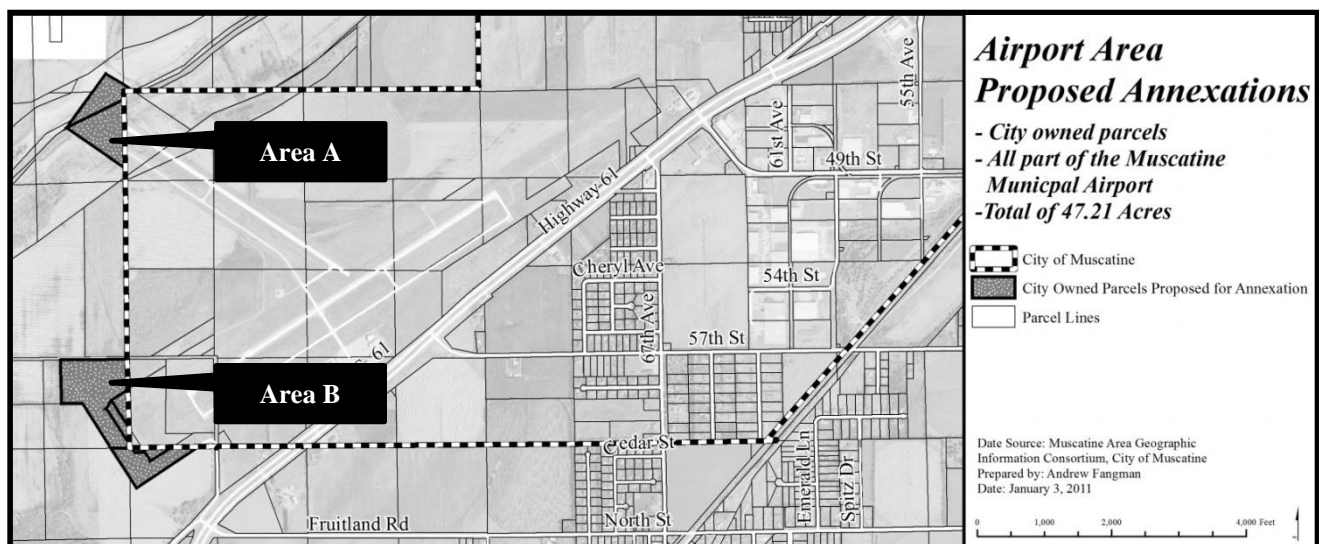 Airport Area
Proposed Annexations
- City owned parcels
- All part of the Muscatine
Municpal Airport
-Total of 47.21 Acres
City of Muscatine
City Owned Parcels Proposed for Annexation
Parcel Lines
Date Source: Muscatine Area Geographic
Information Consortium, City of Muscatine
Prepared by: Andrew Fangman
Date: January 3, 2011
0 1,000 2,000 4,000 Feet
Area A
Area B
Highway 61
61
55th Ave
61st Ave
49th St
Cheryl Ave
54th St
67th Ave
57th St
Cedar St
Emerald Ln
Spitz Dr
North St
Fruitland Rd